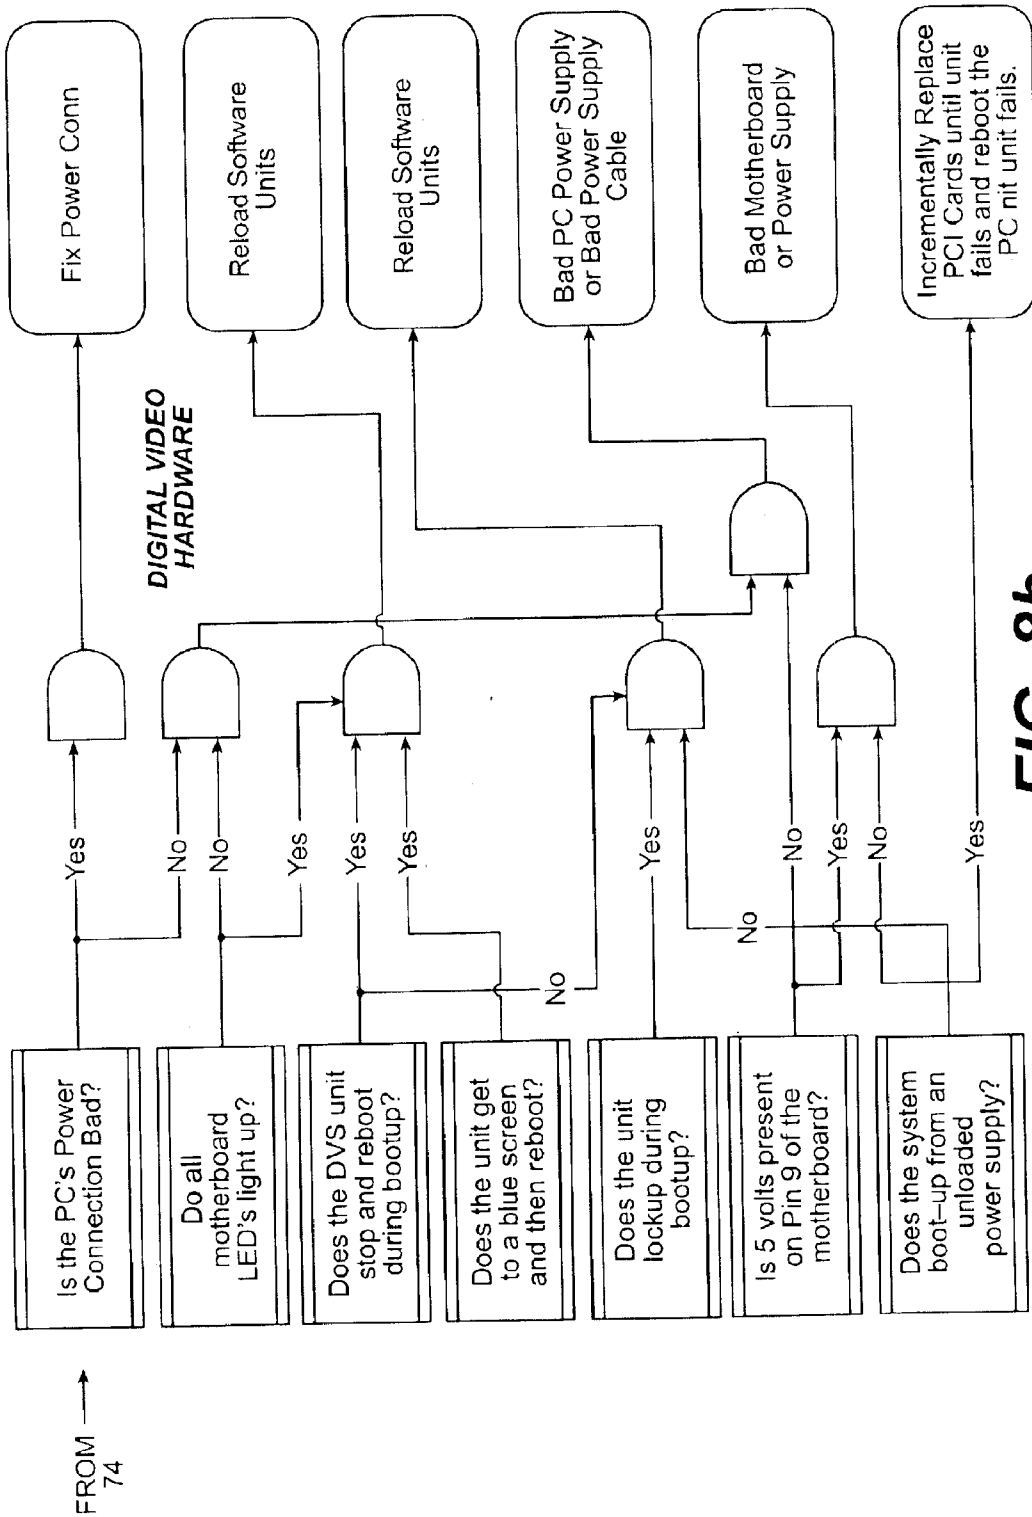 FROM
74
Is the PC's Power
Connection Bad?
Do all
motherboard
LED's light up?
Does the DVS unit
stop and reboot
during bootup?
Does the unit get
to a blue screen
and then reboot?
Does the unit
lockup during
bootup?
Is 5 volts present
on Pin 9 of the
motherboard?
Does the system
boot-up from an
unloaded
power supply?
Yes
No
No
Yes
Yes
Yes
No
Yes
No
No
Yes
No
Yes
DIGITAL VIDEO
HARDWARE
Fix Power Conn
Reload Software
Units
Reload Software
Units
Bad PC Power Supply
or Bad Power Supply
Cable
Bad Motherboard
or Power Supply
Incrementally Replace
PCI Cards until unit
fails and reboot the
PC nit unit fails.
FIG. 8b